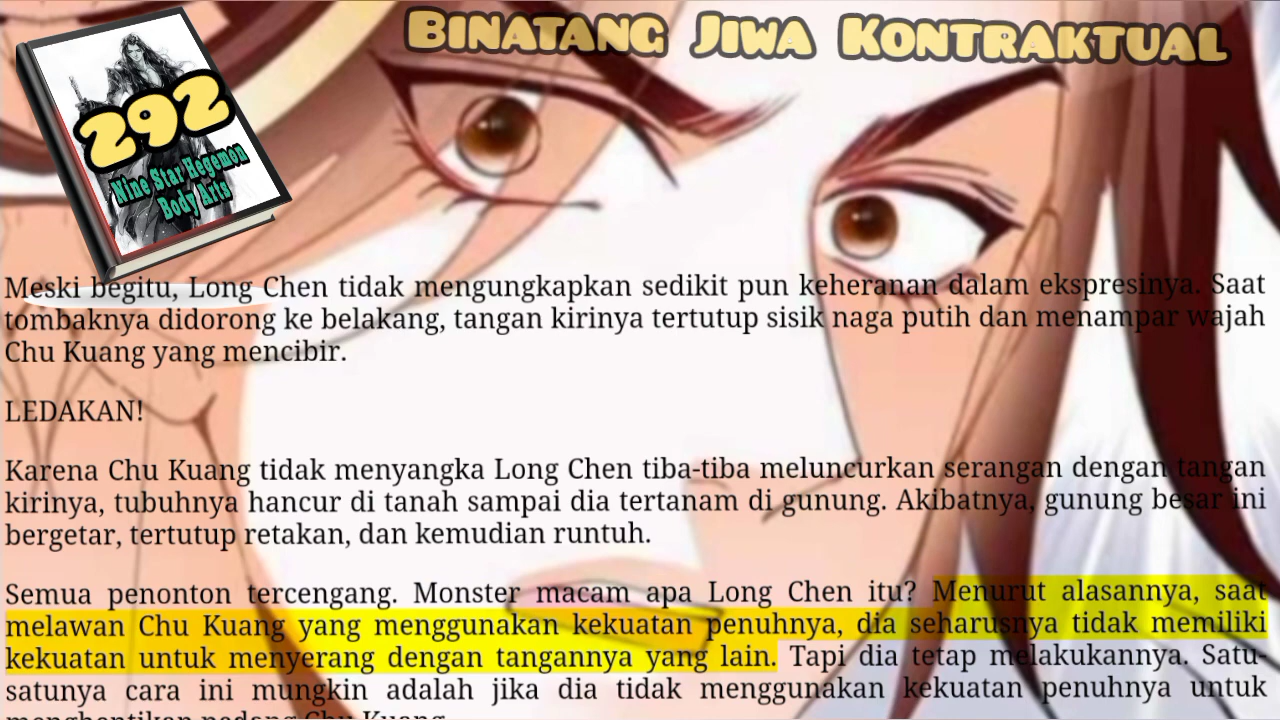 Binatang Jiwa Kontraktual
292
Nine Star Hegemon
Body Arts
Meski begitu, Long Chen tidak mengungkapkan sedikit pun keheranan dalam ekspresinya. Saat
tombaknya didorong ke belakang, tangan kirinya tertutup sisik naga putih dan menampar wajah
Chu Kuang yang mencibir.
LEDAKAN!
Karena Chu Kuang tidak menyangka Long Chen tiba-tiba meluncurkan serangan dengan tangan
kirinya, tubuhnya hancur di tanah sampai dia tertanam di gunung. Akibatnya, gunung besar ini
bergetar, tertutup retakan, dan kemudian runtuh.
Semua penonton tercengang. Monster macam apa Long Chen itu? Menurut alasannya, saat
melawan Chu Kuang yang menggunakan kekuatan penuhnya, dia seharusnya tidak memiliki
kekuatan untuk menyerang dengan tangannya yang lain. Tapi dia tetap melakukannya. Satu-
satunya cara ini mungkin adalah jika dia tidak menggunakan kekuatan penuhnya untuk
menghentikan pedang Chu Kuang.